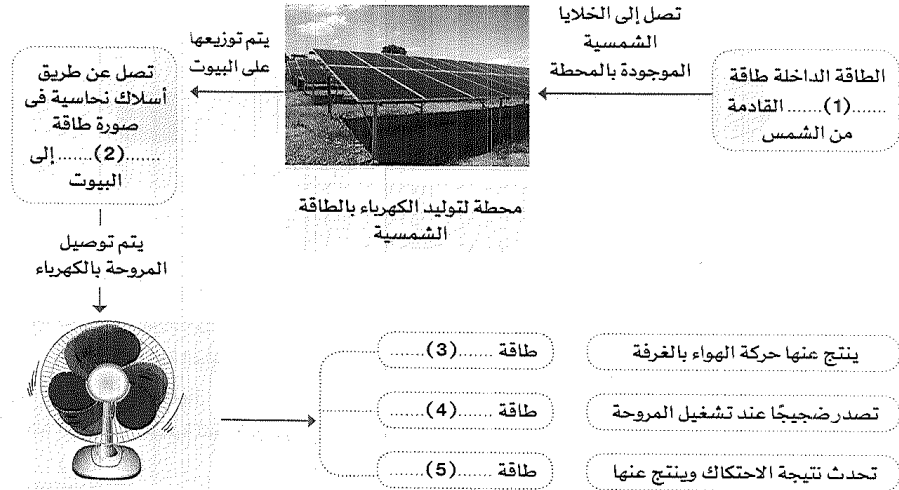 الطاقة الداخلة طاقة
.......(1)....... القادمة
من الشمس
تصل إلى الخلايا
الشمسية
الموجودة بالمحطة
محطة لتوليد الكهرباء بالطاقة
الشمسية
يتم توزيعها
على البيوت
تصل عن طريق
أسلاك نحاسية فى
صورة طاقة
.......(2)....... إلى
البيوت
يتم توصيل
المروحة بالكهرباء
طاقة .......(3).......
ينتج عنها حركة الهواء بالغرفة
طاقة .......(4).......
تصدر ضجيجًا عند تشغيل المروحة
طاقة .......(5).......
تحدث نتيجة الاحتكاك وينتج عنها